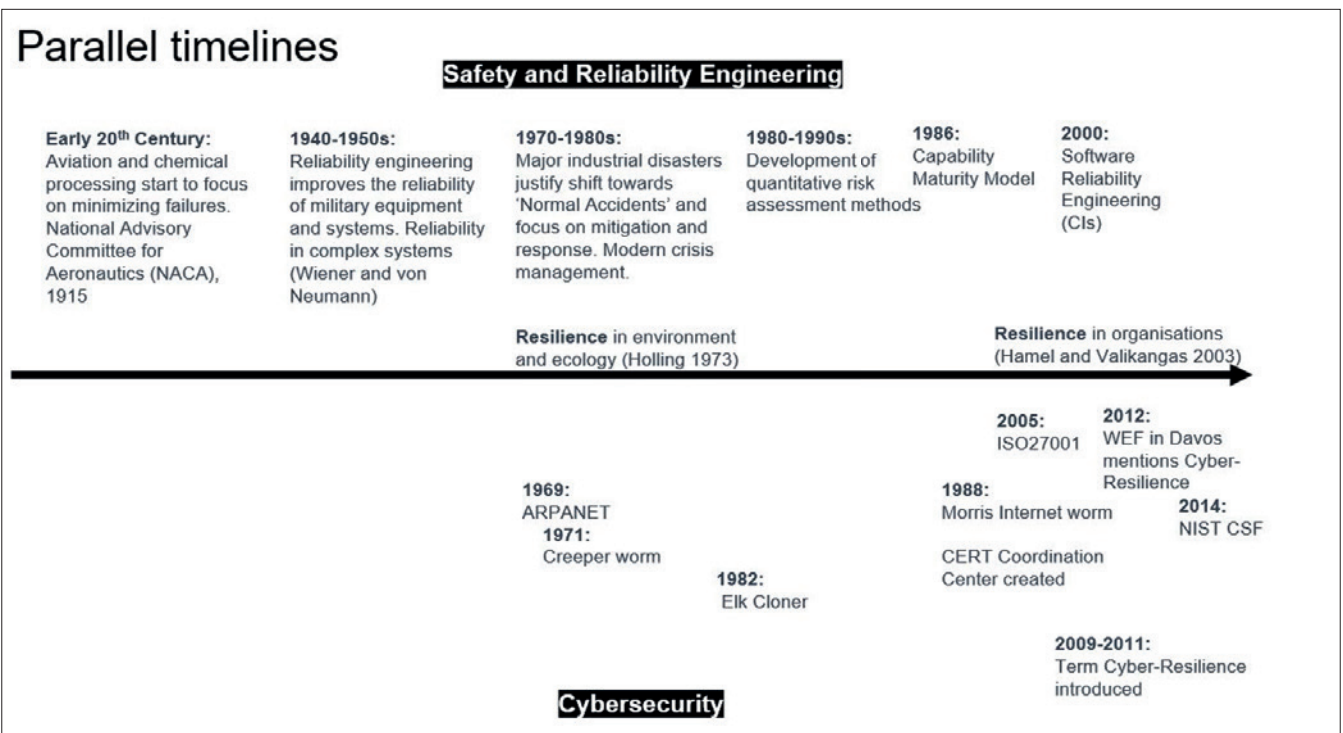 Parallel timelines
Safety and Reliability Engineering
Early 20th Century:
Aviation and chemical
processing start to focus
on minimizing failures.
National Advisory
Committee for
Aeronautics (NACA),
1915
1940-1950s:
Reliability engineering
improves the reliability
of military equipment
and systems. Reliability
in complex systems
(Wiener and von
Neumann)
1970-1980s:
Major industrial disasters
justify shift towards
‘Normal Accidents’ and
focus on mitigation and
response. Modern crisis
management.
1980-1990s:
Development of
quantitative risk
assessment methods
1986:
Capability
Maturity Model
2000:
Software
Reliability
Engineering
(CIs)
Resilience in environment
and ecology (Holling 1973)
Resilience in organisations
(Hamel and Valikangas 2003)
1969:
ARPANET
1971:
Creeper worm
1982:
Elk Cloner
1988:
Morris Internet worm
CERT Coordination
Center created
2005:
ISO27001
2012:
WEF in Davos
mentions Cyber-
Resilience
2014:
NIST CSF
2009-2011:
Term Cyber-Resilience
introduced
Cybersecurity